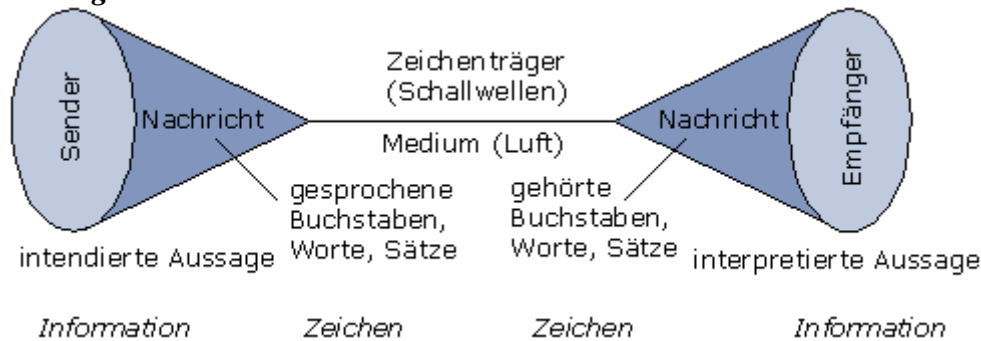 Zeichenträger
(Schallwellen)
Sender
Nachricht
Nachricht
Empfänger
Medium (Luft)
gesprochene
Buchstaben,
Worte, Sätze
gehörte
Buchstaben,
Worte, Sätze
intendierte Aussage
interpretierte Aussage
Information Zeichen Zeichen Information